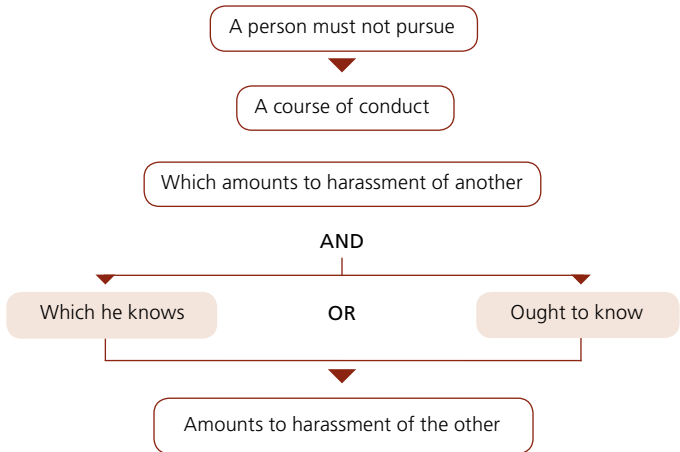 A person must not pursue
A course of conduct
Which amounts to harassment of another
AND
Which he knows
OR
Ought to know
Amounts to harassment of the other